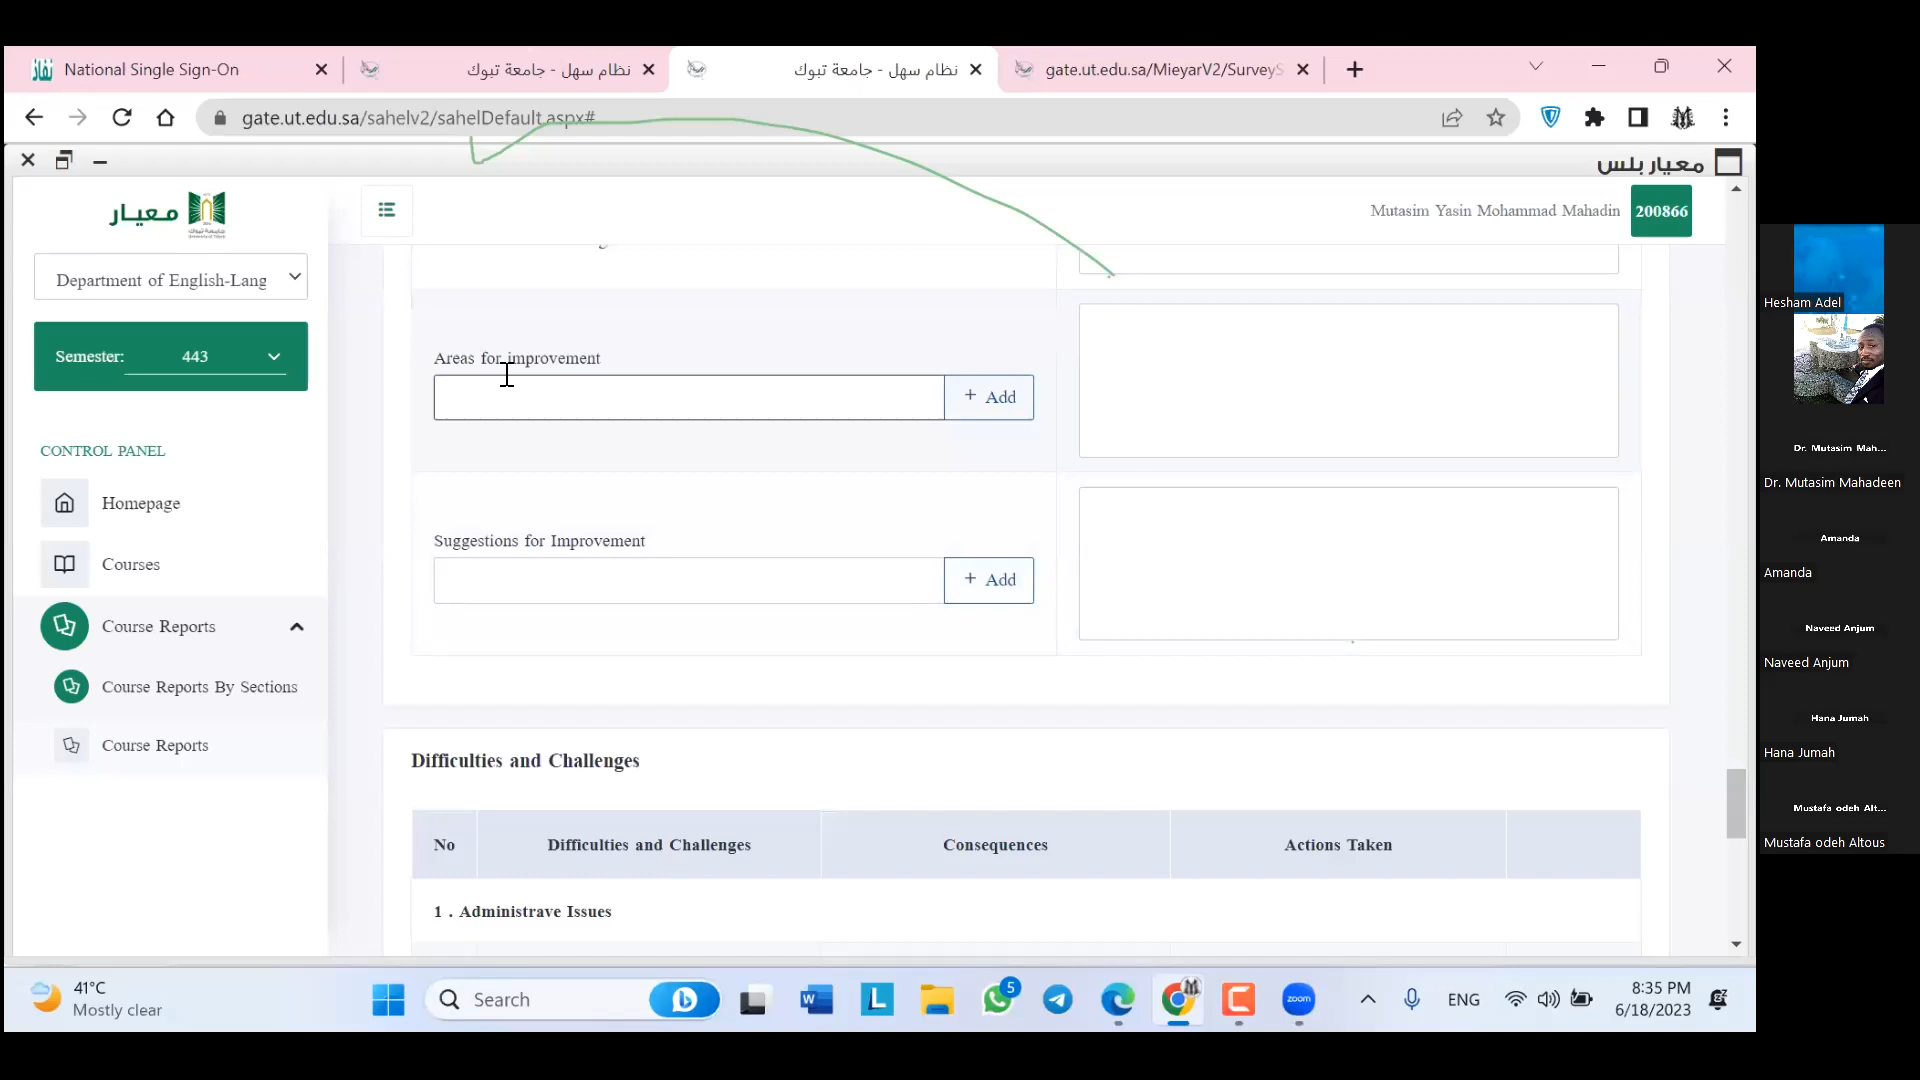 National Single Sign-On
نظام سهل - جامعة تبوك
نظام سهل - جامعة تبوك
gate.ut.edu.sa/MieyarV2/SurveyS
gate.ut.edu.sa/sahelv2/sahelDefault.aspx#
معيار بلس
معيار
جامعة تبوك
Mutasim Yasin Mohammad Mahadin
200866
Department of English-Lang
Semester: 443
CONTROL PANEL
Homepage
Courses
Course Reports
Course Reports By Sections
Course Reports
Areas for improvement
+ Add
Suggestions for Improvement
+ Add
Difficulties and Challenges
No Difficulties and Challenges Consequences Actions Taken
1 . Administrave Issues
Hesham Adel
Dr. Mutasim Mah...
Dr. Mutasim Mahadeen
Amanda
Amanda
Naveed Anjum
Naveed Anjum
Hana Jumah
Hana Jumah
Mustafa odeh Alt...
Mustafa odeh Altous
41°C
Mostly clear
Search
5
zoom
ENG
8:35 PM
6/18/2023